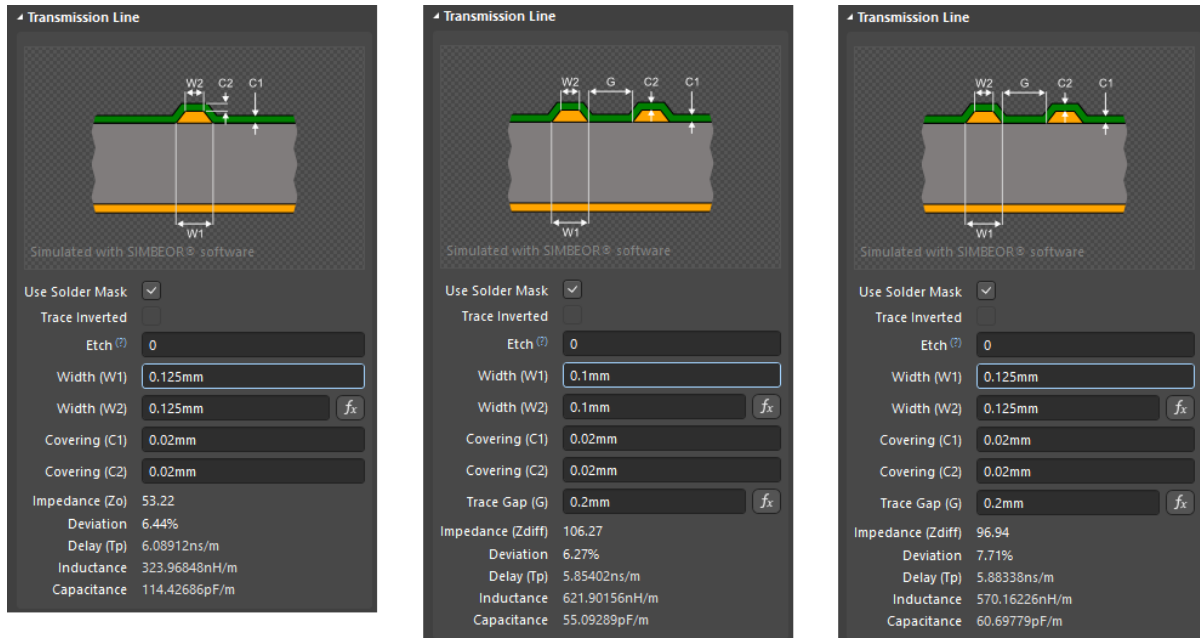 Transmission Line
W2 C2 C1
W1
Simulated with SIMBEOR® software
Use Solder Mask
Trace Inverted
Etch (?) 0
Width (W1) 0.125mm
Width (W2) 0.125mm fx
Covering (C1) 0.02mm
Covering (C2) 0.02mm
Impedance (Zo) 53.22
Deviation 6.44%
Delay (Tp) 6.08912ns/m
Inductance 323.96848nH/m
Capacitance 114.42686pF/m
Transmission Line
W2 G C2 C1
W1
Simulated with SIMBEOR® software
Use Solder Mask
Trace Inverted
Etch (?) 0
Width (W1) 0.1mm
Width (W2) 0.1mm fx
Covering (C1) 0.02mm
Covering (C2) 0.02mm
Trace Gap (G) 0.2mm fx
Impedance (Zdiff) 106.27
Deviation 6.27%
Delay (Tp) 5.85402ns/m
Inductance 621.90156nH/m
Capacitance 55.09289pF/m
Transmission Line
W2 G C2 C1
W1
Simulated with SIMBEOR® software
Use Solder Mask
Trace Inverted
Etch (?) 0
Width (W1) 0.125mm
Width (W2) 0.125mm fx
Covering (C1) 0.02mm
Covering (C2) 0.02mm
Trace Gap (G) 0.2mm fx
Impedance (Zdiff) 96.94
Deviation 7.71%
Delay (Tp) 5.88338ns/m
Inductance 570.16226nH/m
Capacitance 60.69779pF/m